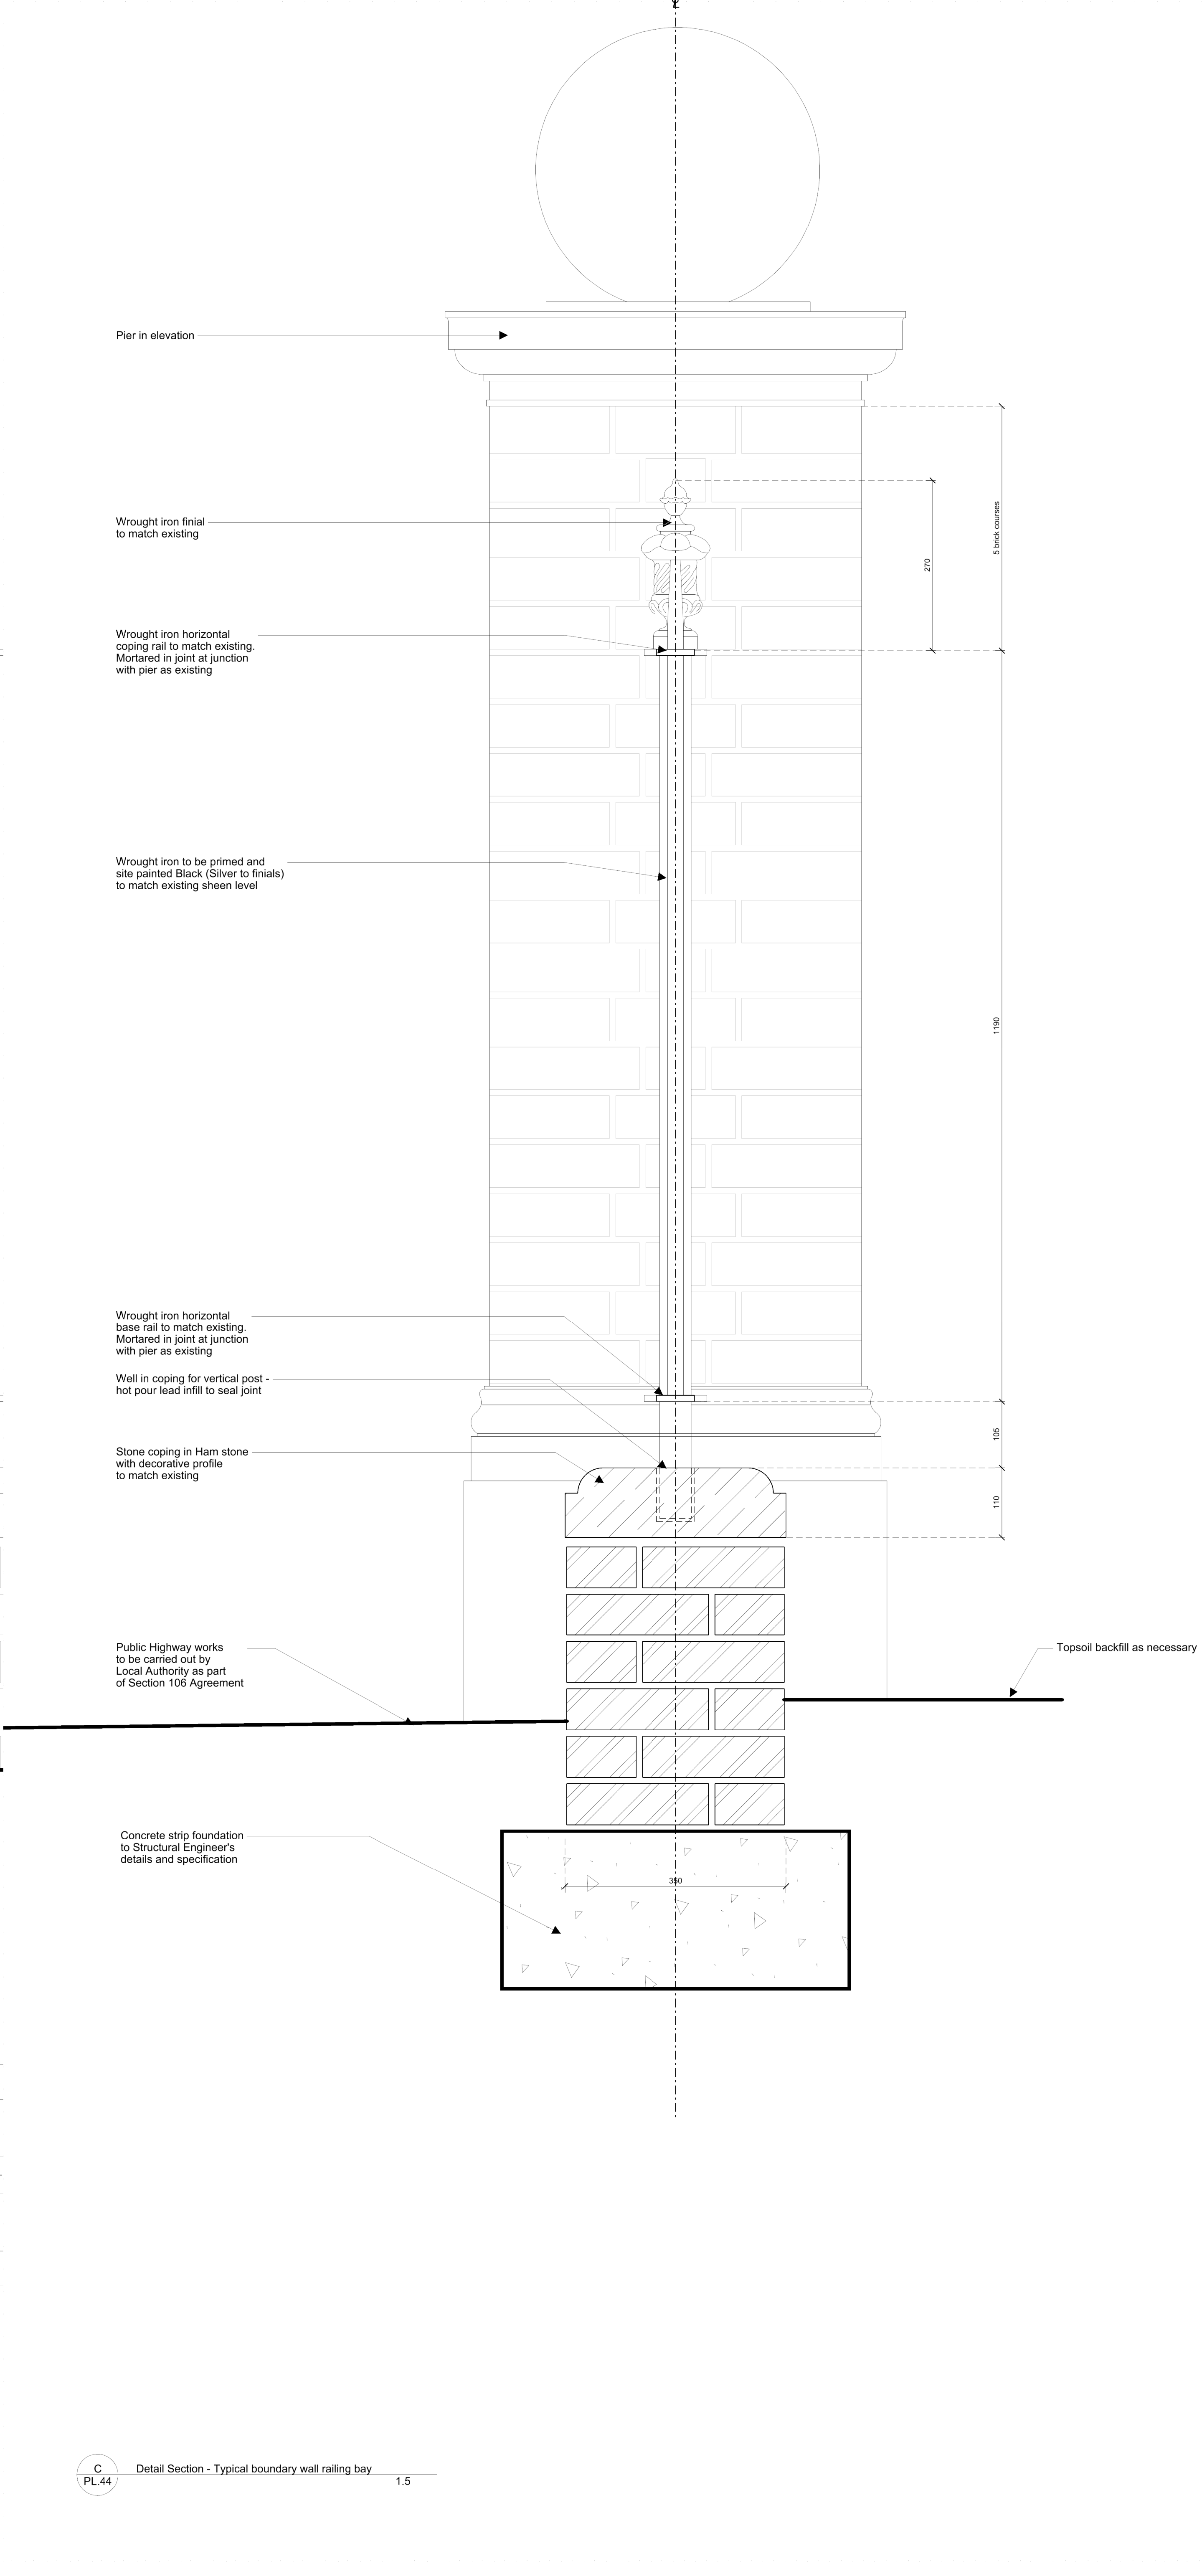 Pier in elevation
5 brick courses
Wrought iron finial
to match existing
270
Wrought iron horizontal
coping rail to match existing.
Mortared in joint at junction
with pier as existing
Wrought iron to be primed and
site painted Black (Silver to finials)
to match existing sheen level
1190
Wrought iron horizontal
base rail to match existing.
Mortared in joint at junction
with pier as existing
Well in coping for vertical post -
hot pour lead infill to seal joint
105
Stone coping in Ham stone
with decorative profile
to match existing
110
Public Highway works
to be carried out by
Local Authority as part
of Section 106 Agreement
Topsoil backfill as necessary
Concrete strip foundation
to Structural Engineer's
details and specification
350
C
PL.44
Detail Section - Typical boundary wall railing bay
1.5